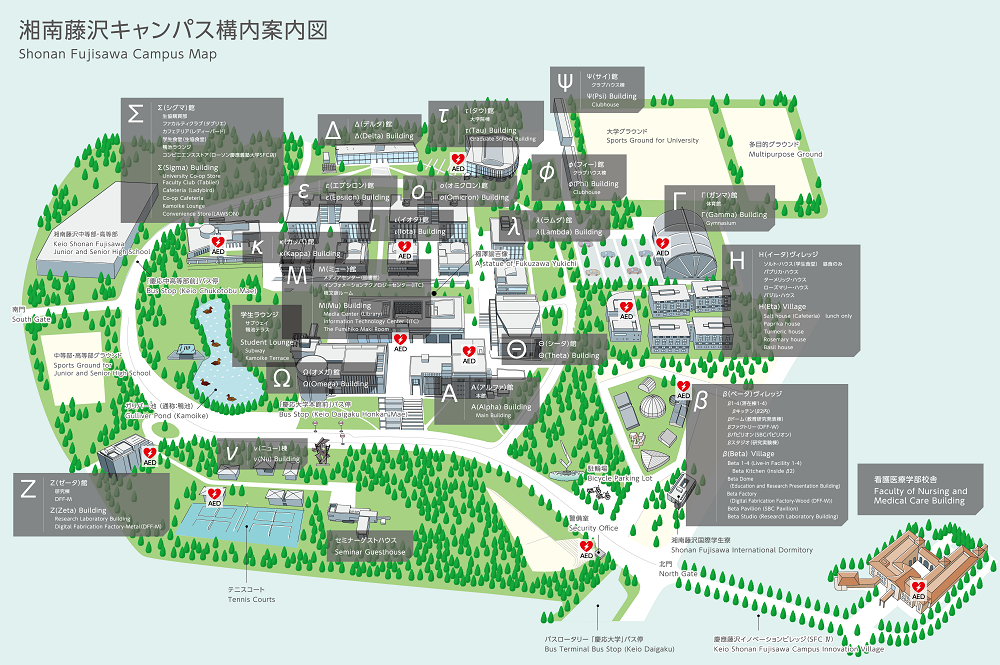 湘南藤沢キャンパス構内案内図
Shonan Fujisawa Campus Map
Σ
Σ(シグマ)館
生協購買部
ファカルティクラブ(タブリエ)
カフェテリア(レディーバード)
学生食堂(生協食堂)
鴨池ラウンジ
コンビニエンスストア(ローソン慶應義塾大学SFC店)
Σ(Sigma) Building
University Co-op Store
Faculty Club (Tablier)
Cafeteria (Ladybird)
Co-op Cafeteria
Kamoike Lounge
Convenience Store (LAWSON)
Δ
Δ(デルタ)館
Δ(Delta) Building
τ
τ(タウ)館
大学院棟
τ(Tau) Building
Graduate School Building
Ψ
Ψ(サイ)館
クラブハウス棟
Ψ(Psi) Building
Clubhouse
大学グラウンド
Sports Ground for University
多目的グラウンド
Multipurpose Ground
ϕ
φ(フィー)館
クラブハウス棟
φ(Phi) Building
Clubhouse
ε
ε(イプシロン)館
ε(Epsilon) Building
ο
ο(オミクロン)館
ο(Omicron) Building
ι
ι(イオタ)館
ι(Iota) Building
λ
λ(ラムダ)館
λ(Lambda) Building
Γ
Γ(ガンマ)館
体育館
Γ(Gamma) Building
Gymnasium
κ
κ(カッパ)館
κ(Kappa) Building
湘南藤沢中等部・高等部
Keio Shonan Fujisawa
Junior and Senior High School
福澤諭吉像
A statue of Fukuzawa Yukichi
H
H(イータ)ヴィレッジ
ソルト・ハウス(学生食堂) 昼食のみ
パプリカ・ハウス
ターメリック・ハウス
ローズマリー・ハウス
バジル・ハウス
H(Eta) Village
Salt house (Cafeteria) lunch only
Paprika house
Turmeric house
Rosemary house
Basil house
M
M(ミュー)館
メディアセンター(図書館)
インフォメーションテクノロジーセンター(ITC)
M(Mu) Building
Media Center (Library)
Information Technology Center (ITC)
The Fumihiko Maki Room
「慶応中高等部前」バス停
Bus Stop (Keio Chukotobu Mae)
南門
South Gate
学生ラウンジ
サブウェイ
鴨池テラス
Student Lounge
Subway
Kamoike Terrace
Θ
Θ(シータ)館
Θ(Theta) Building
中等部・高等部グラウンド
Sports Ground for
Junior and Senior High School
Ω
Ω(オメガ)館
Ω(Omega) Building
A
A(アルファ)館
本館
A(Alpha) Building
Main Building
ガリバー池(通称:鴨池)
Gulliver Pond (Kamoike)
「慶応大学本館前」バス停
Bus Stop (Keio Daigaku Honkan Mae)
β
β(ベータ)ヴィレッジ
β1-4(滞在棟1-4)
βキッチン(β2内)
βドーム(教育研究発表棟)
βファクトリー(DFF-W)
βパビリオン(SBCパビリオン)
βスタジオ(研究実験棟)
β(Beta) Village
Beta 1-4 (Live-in Facility 1-4)
Beta Kitchen (inside β2)
Beta Dome
(Education and Research Presentation Building)
Beta Factory
(Digital Fabrication Factory-Wood (DFF-W))
Beta Pavilion (SBC Pavilion)
Beta Studio (Research Laboratory Building)
ν
ν(ニュー)棟
ν(Nu) Building
Z
Z(ゼータ)館
研究棟
DFF-M
Z(Zeta) Building
Research Laboratory Building
Digital Fabrication Factory-Metal(DFF-M)
駐輪場
Bicycle Parking Lot
看護医療学部校舎
Faculty of Nursing and
Medical Care Building
警備室
Security Office
セミナーゲストハウス
Seminar Guesthouse
湘南藤沢国際学生寮
Shonan Fujisawa International Dormitory
北門
North Gate
テニスコート
Tennis Courts
バスロータリー「慶応大学」バス停
Bus Terminal Bus Stop (Keio Daigaku)
慶應藤沢イノベーションビレッジ(SFC Ⅳ)
Keio Shonan Fujisawa Campus Innovation Village
AED
AED
AED
AED
AED
AED
AED
AED
AED
AED
AED
AED